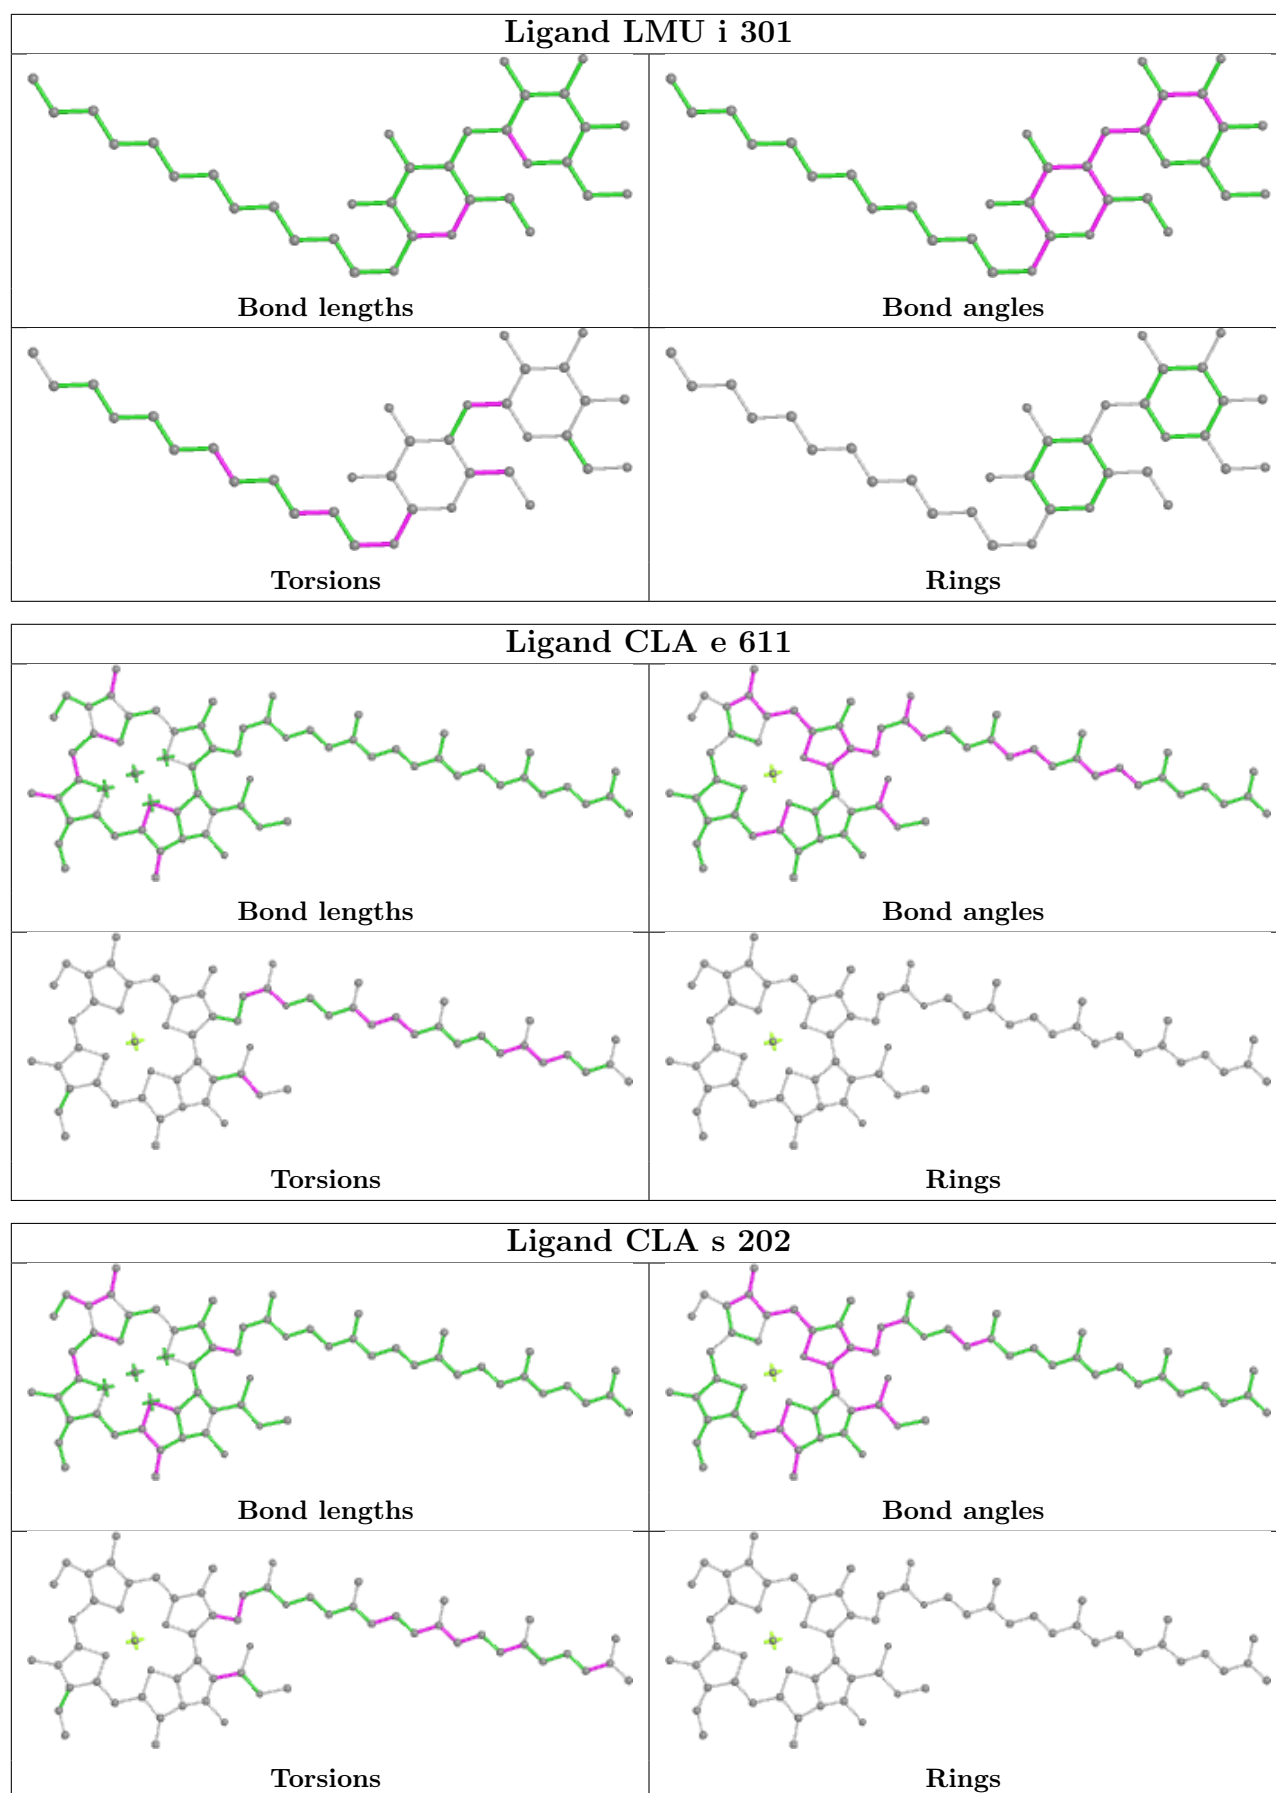 Ligand LMU i 301
Bond lengths
Bond angles
Torsions
Rings
Ligand CLA e 611
Bond lengths
Bond angles
Torsions
Rings
Ligand CLA s 202
Bond lengths
Bond angles
Torsions
Rings